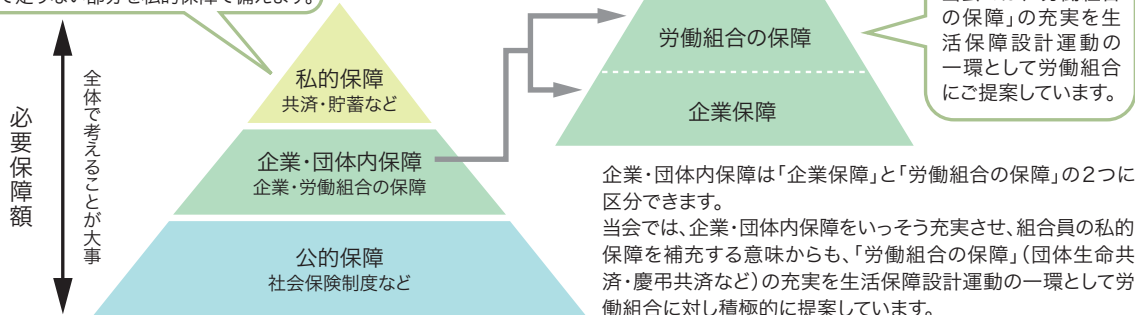 で足りない部分を私的保障で備えます。
必要保障額
全体で考えることが大事
私的保障
共済・貯蓄など
企業・団体内保障
企業・労働組合の保障
公的保障
社会保険制度など
労働組合の保障
企業保障
の保障」の充実を生
活保障設計運動の
一環として労働組合
にご提案しています。
企業・団体内保障は「企業保障」と「労働組合の保障」の2つに
区分できます。
当会では、企業・団体内保障をいっそう充実させ、組合員の私的
保障を補充する意味からも、「労働組合の保障」（団体生命共
済・慶弔共済など）の充実を生活保障設計運動の一環として労
働組合に対し積極的に提案しています。